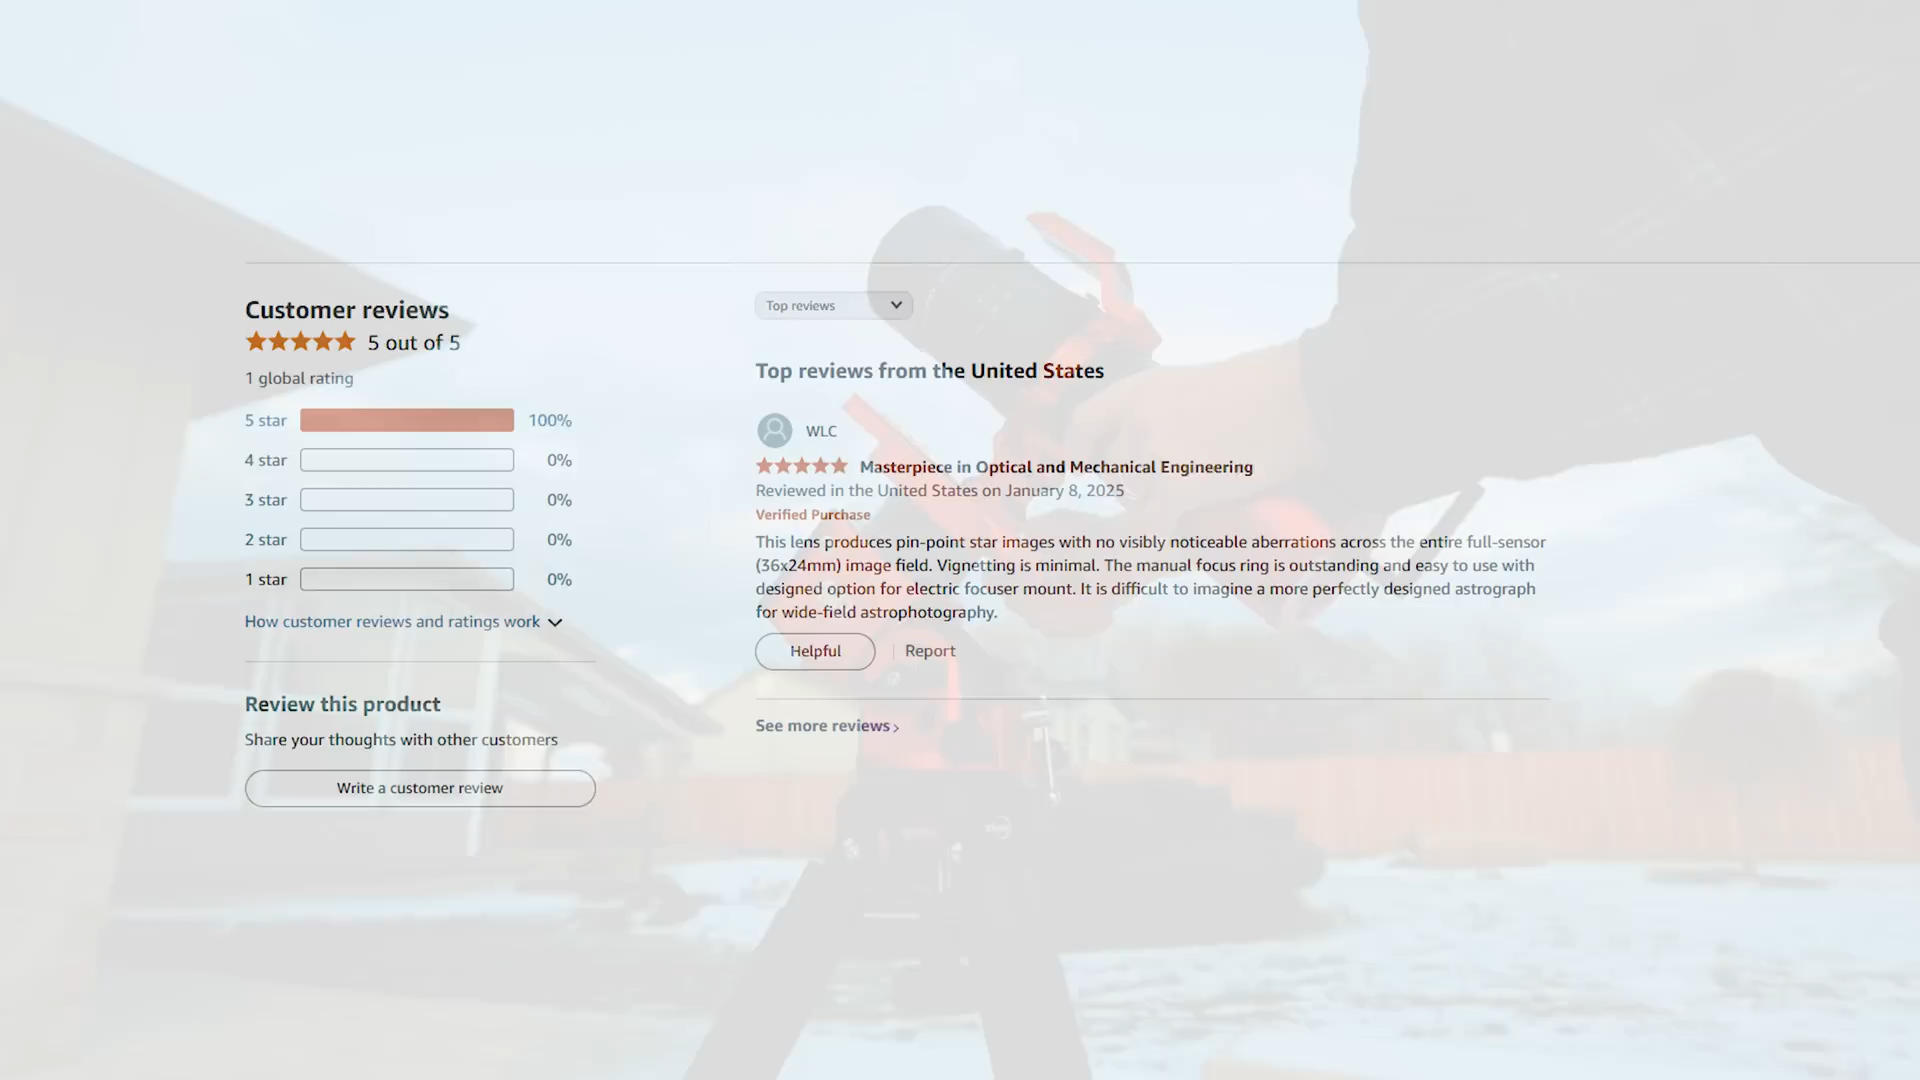 Customer reviews
5 out of 5
1 global rating
5 star 100%
4 star 0%
3 star 0%
2 star 0%
1 star 0%
How customer reviews and ratings work
Review this product
Share your thoughts with other customers
Write a customer review
Top reviews
Top reviews from the United States
WLC
Masterpiece in Optical and Mechanical Engineering
Reviewed in the United States on January 8, 2025
Verified Purchase
This lens produces pin-point star images with no visibly noticeable aberrations across the entire full-sensor
(36x24mm) image field. Vignetting is minimal. The manual focus ring is outstanding and easy to use with
designed option for electric focuser mount. It is difficult to imagine a more perfectly designed astrograph
for wide-field astrophotography.
Helpful | Report
See more reviews ›